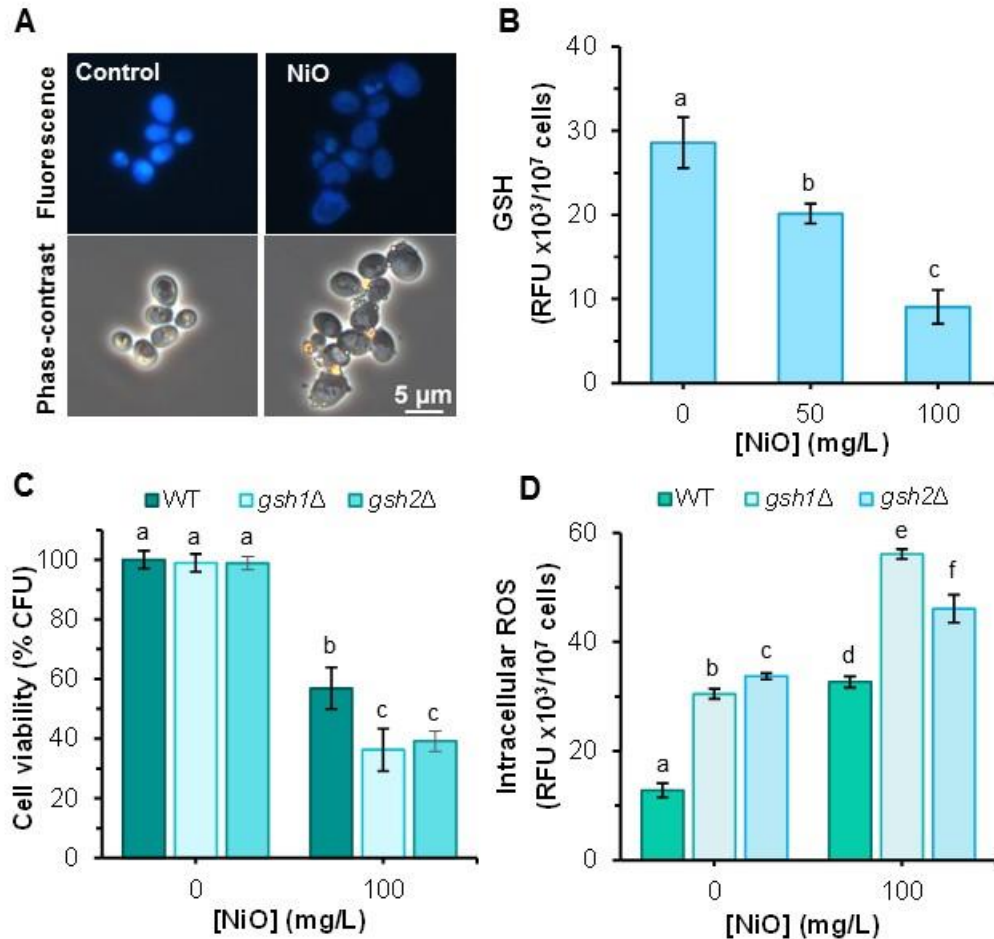 A
Control
NiO
Fluorescence
Phase-contrast
5 µm
B
GSH
(RFU x10³/10⁷ cells)
40
30
20
10
0
a
b
c
0 50 100
[NiO] (mg/L)
C
WT gsh1Δ gsh2Δ
Cell viability (% CFU)
100
80
60
40
20
0
a a a
b
c c
0 100
[NiO] (mg/L)
D
WT gsh1Δ gsh2Δ
Intracellular ROS
(RFU x10³/10⁷ cells)
60
40
20
0
a
b
c
d
e
f
0 100
[NiO] (mg/L)